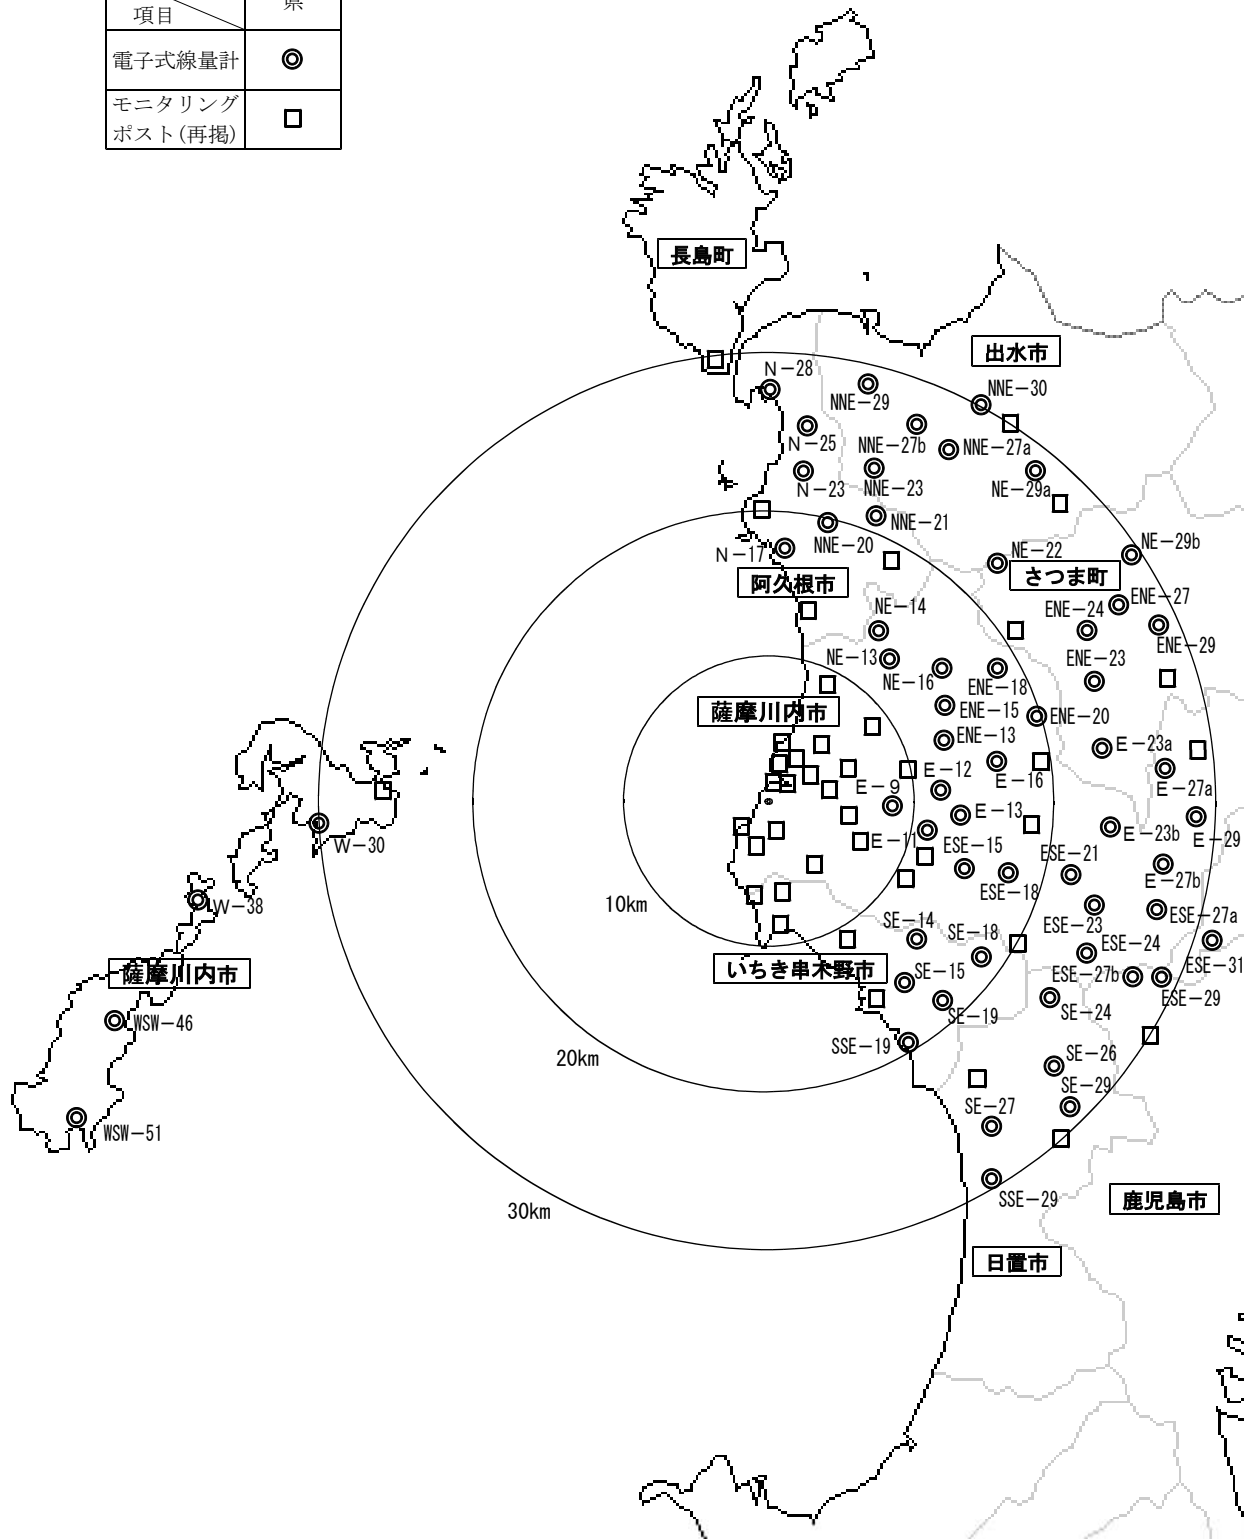 県
項目
電子式線量計
モニタリング
ポスト(再掲)
長島町
出水市
N-28
NNE-29
NNE-30
N-25
NNE-27b
NNE-27a
N-23
NNE-23
NE-29a
NNE-21
NNE-20
N-17
NE-22
NE-29b
さつま町
阿久根市
ENE-27
NE-14
ENE-24
ENE-29
NE-13
NE-16
ENE-18
ENE-23
薩摩川内市
ENE-15
ENE-20
ENE-13
E-23a
E-12
E-16
E-27a
E-9
E-13
E-11
E-23b
E-29
W-30
ESE-15
ESE-21
ESE-18
E-27b
W-38
10km
SE-14
SE-18
ESE-23
ESE-27a
ESE-24
ESE-31
薩摩川内市
いちき串木野市
SE-15
ESE-27b
ESE-29
WSW-46
SE-19
SE-24
SSE-19
20km
SE-26
SE-29
SE-27
WSW-51
SSE-29
鹿児島市
30km
日置市